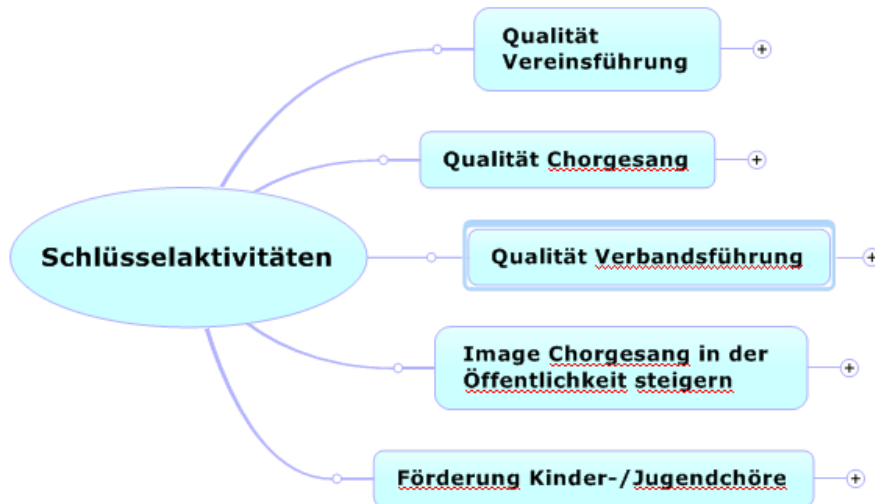 Qualität
Vereinsführung
Qualität Chorgesang
Schlüsselaktivitäten
Qualität Verbandsführung
Image Chorgesang in der
Öffentlichkeit steigern
Förderung Kinder-/Jugendchöre